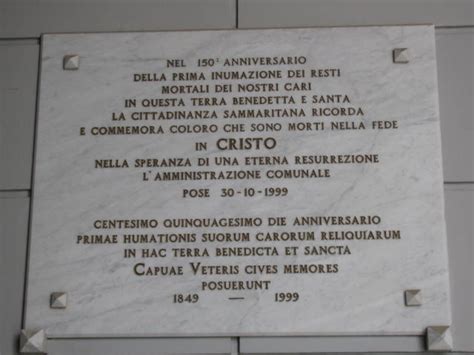 NEL 150° ANNIVERSARIO
DELLA PRIMA INUMAZIONE DEI RESTI
MORTALI DEI NOSTRI CARI
IN QUESTA TERRA BENEDETTA E SANTA
LA CITTADINANZA SAMMARITANA RICORDA
E COMMEMORA COLORO CHE SONO MORTI NELLA FEDE
IN CRISTO
NELLA SPERANZA DI UNA ETERNA RESURREZIONE
L'AMMINISTRAZIONE COMUNALE
POSE 30-10-1999
CENTESIMO QUINQUAGESIMO DIE ANNIVERSARIO
PRIMAE HUMATIONIS SUORUM CARORUM RELIQUIARUM
IN HAC TERRA BENEDICTA ET SANCTA
CAPUAE VETERIS CIVES MEMORES
POSUERUNT
1849 — 1999